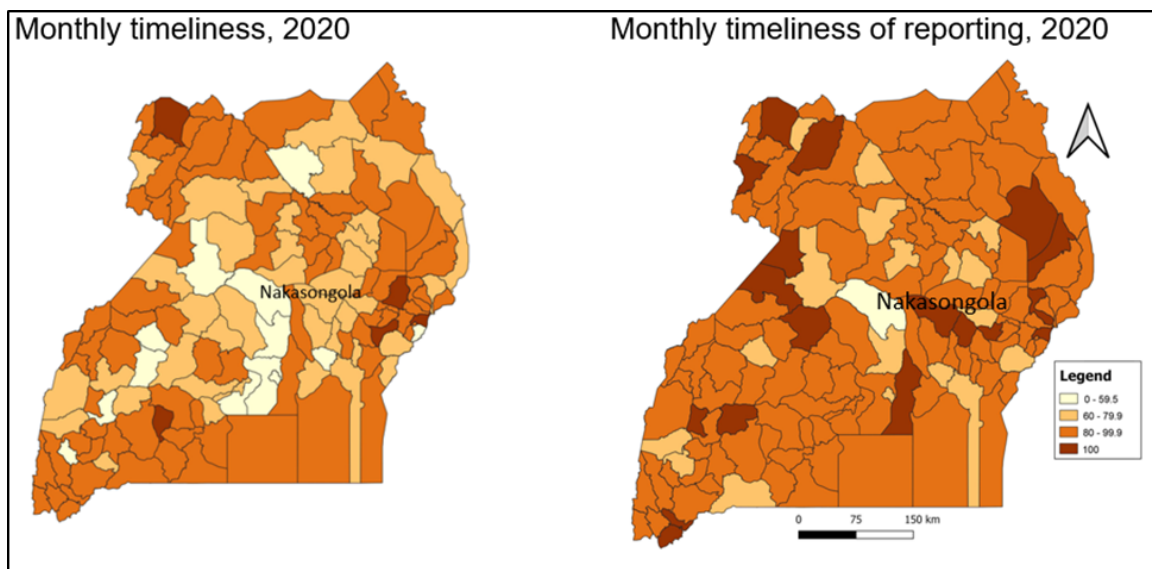 Monthly timeliness, 2020
Monthly timeliness of reporting, 2020
Nakasongola
Nakasongola
Legend
0 - 59.5
60 - 79.9
80 - 99.9
100
0 75 150 km